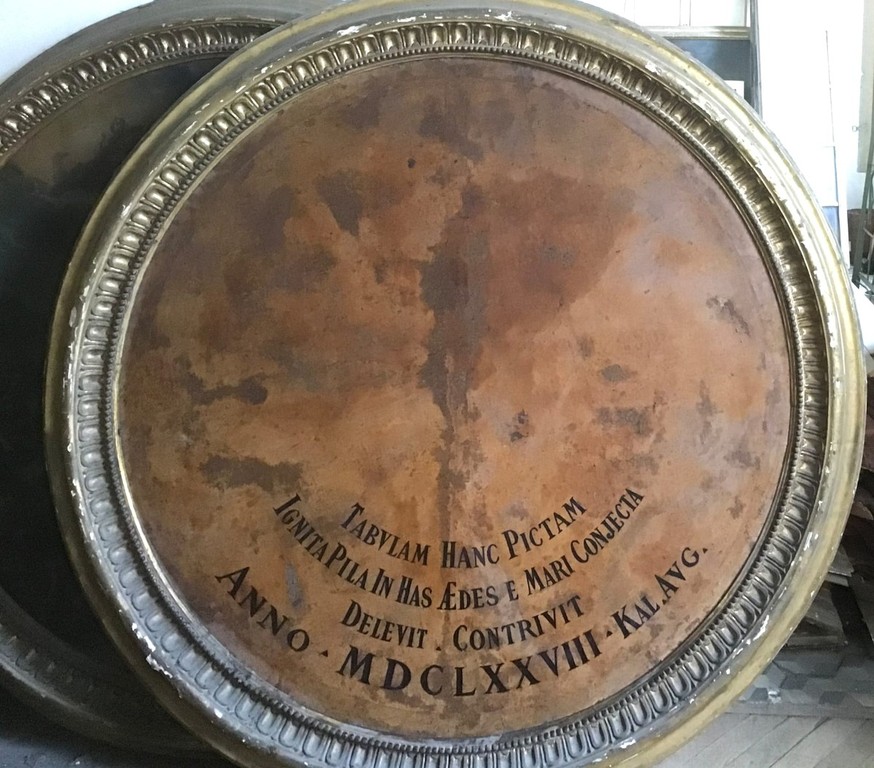 TABVLAM HANC PICTAM
IGNITA PILA IN HAS ÆDES E MARI CONJECTA
DELEVIT . CONTRIVIT
ANNO · MDCLXXVIII · KAL AVG.